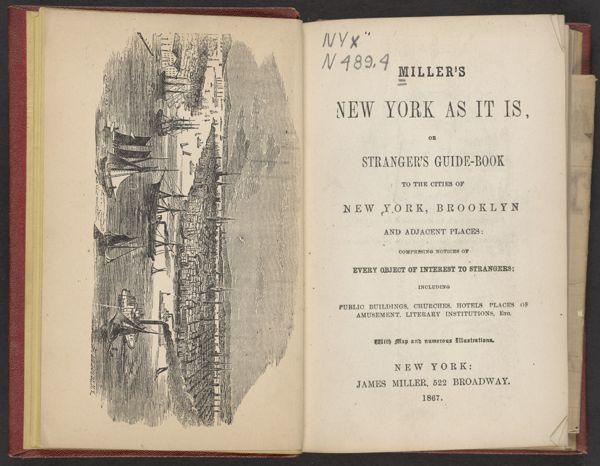 NYx"
N 489.4
MILLER'S
NEW YORK AS IT IS,
OR
STRANGER'S GUIDE-BOOK
TO THE CITIES OF
NEW YORK, BROOKLYN
AND ADJACENT PLACES:
COMPRISING NOTICES OF
EVERY OBJECT OF INTEREST TO STRANGERS;
INCLUDING
PUBLIC BUILDINGS, CHURCHES, HOTELS PLACES OF
AMUSEMENT, LITERARY INSTITUTIONS, ETC.
With Map and numerous Illustrations.
NEW YORK:
JAMES MILLER, 522 BROADWAY.
1867.